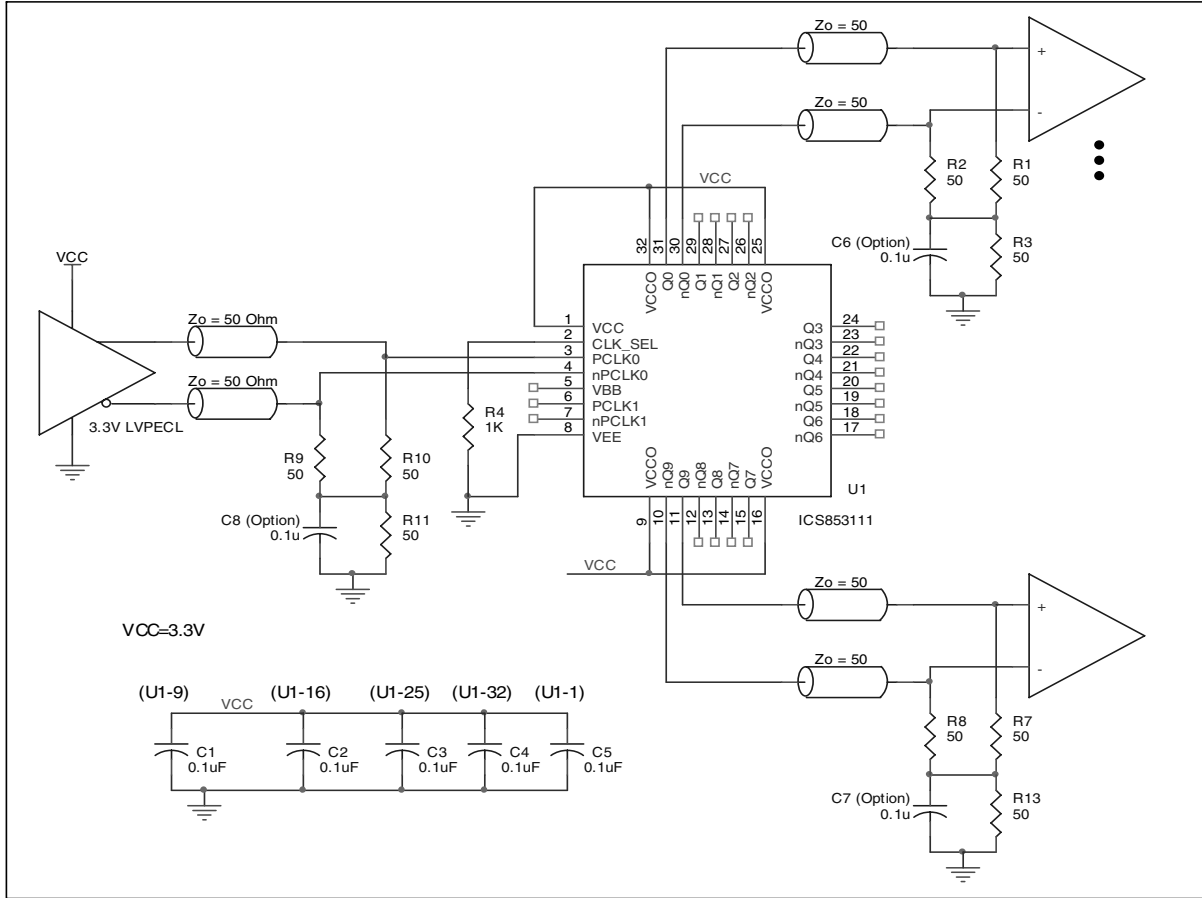 Zo = 50
+
Zo = 50
-
R2
50
R1
50
C6 (Option)
0.1u
R3
50
VCC
32
31
30
29
28
27
26
25
VCCO
Q0
nQ0
Q1
nQ1
Q2
nQ2
VCCO
VCC
Zo = 50 Ohm
Zo = 50 Ohm
3.3V LVPECL
R9
50
R10
50
C8 (Option)
0.1u
R11
50
R4
1K
1
VCC
2
CLK_SEL
3
PCLK0
4
nPCLK0
5
VBB
6
PCLK1
7
nPCLK1
8
VEE
Q3
24
nQ3
23
Q4
22
nQ4
21
Q5
20
nQ5
19
Q6
18
nQ6
17
VCCO
nQ9
Q9
nQ8
Q8
nQ7
Q7
VCCO
9
10
11
12
13
14
15
16
U1
ICS853111
VCC
Zo = 50
+
Zo = 50
-
R8
50
R7
50
C7 (Option)
0.1u
R13
50
VCC=3.3V
(U1-9)
(U1-16)
(U1-25)
(U1-32)
(U1-1)
VCC
C1
0.1uF
C2
0.1uF
C3
0.1uF
C4
0.1uF
C5
0.1uF